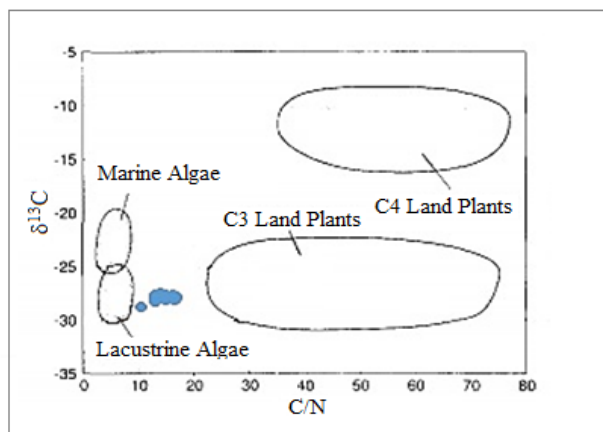 -5
-10
-15
-20
-25
-30
-35
δ13C
Marine Algae
C4 Land Plants
C3 Land Plants
Lacustrine Algae
0 10 20 30 40 50 60 70 80
C/N